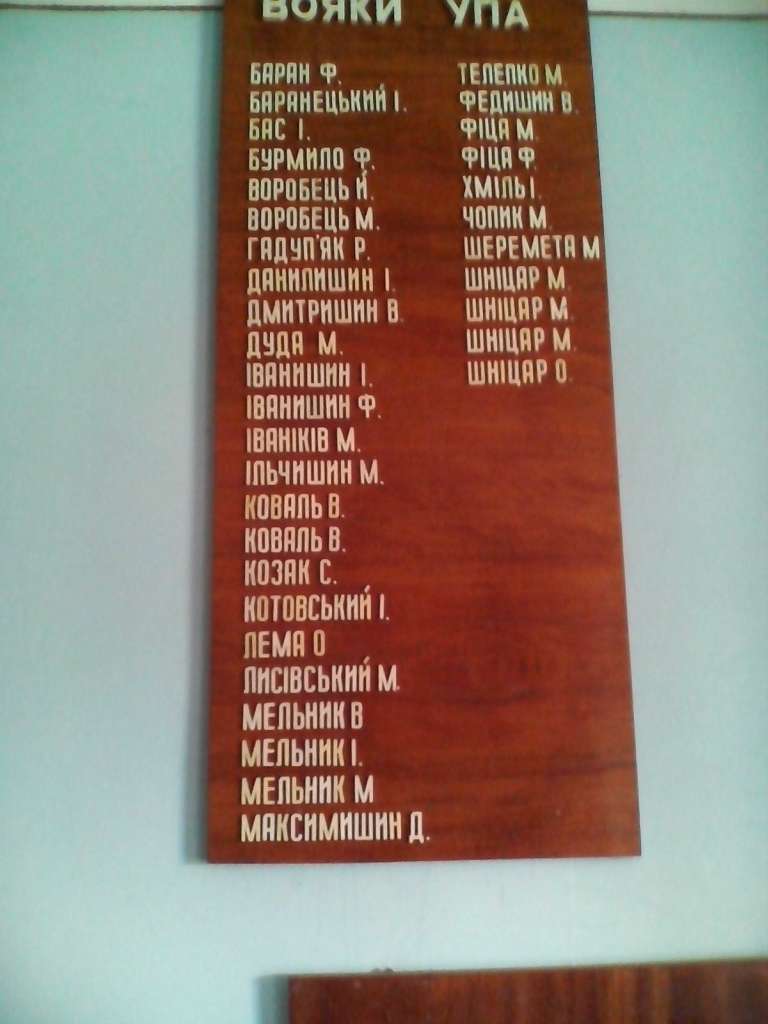 ВОЯКИ УПА
БАРАН Ф.
БАРАНЕЦЬКИЙ І.
БАС І.
БУРМИЛО Ф.
ВОРОБЕЦЬ Й.
ВОРОБЕЦЬ М.
ГАДУП'ЯК Р.
ДАНИЛИШИН І.
ДМИТРИШИН В.
ДУДА М.
ІВАНИШИН І.
ІВАНИШИН Ф.
ІВАНІКІВ М.
ІЛЬЧИШИН М.
КОВАЛЬ В.
КОВАЛЬ В.
КОЗАК С.
КОТОВСЬКИЙ І.
ЛЕМА О
ЛИСІВСЬКИЙ М.
МЕЛЬНИК В
МЕЛЬНИК І.
МЕЛЬНИК М
МАКСИМИШИН Д.
ТЕЛЕПКО М.
ФЕДИШИН В.
ФІЦА М.
ФІЦА Ф.
ХМІЛЬ І.
ЧОПИК М.
ШЕРЕМЕТА М
ШНІЦАР М.
ШНІЦАР М.
ШНІЦАР М.
ШНІЦАР О.